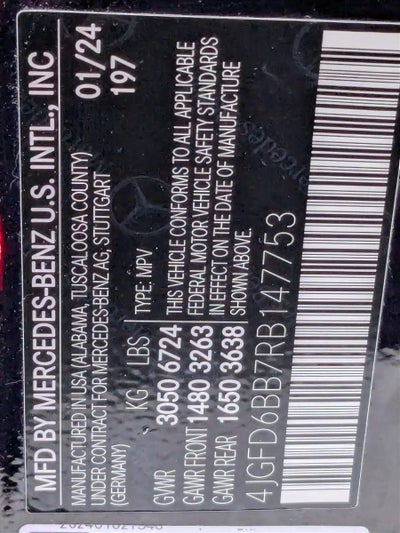 MFD BY MERCEDES-BENZ U.S. INTL., INC
01/24
197
MANUFACTURED IN USA (ALABAMA, TUSCALOOSA COUNTY)
UNDER CONTRACT FOR MERCEDES-BENZ AG, STUTTGART
(GERMANY)
KG LBS TYPE: MPV
GVWR 3050 6724
GAWR FRONT 1480 3263
GAWR REAR 1650 3638
THIS VEHICLE CONFORMS TO ALL APPLICABLE
FEDERAL MOTOR VEHICLE SAFETY STANDARDS
IN EFFECT ON THE DATE OF MANUFACTURE
SHOWN ABOVE.
4JGFD6BB7RB147753